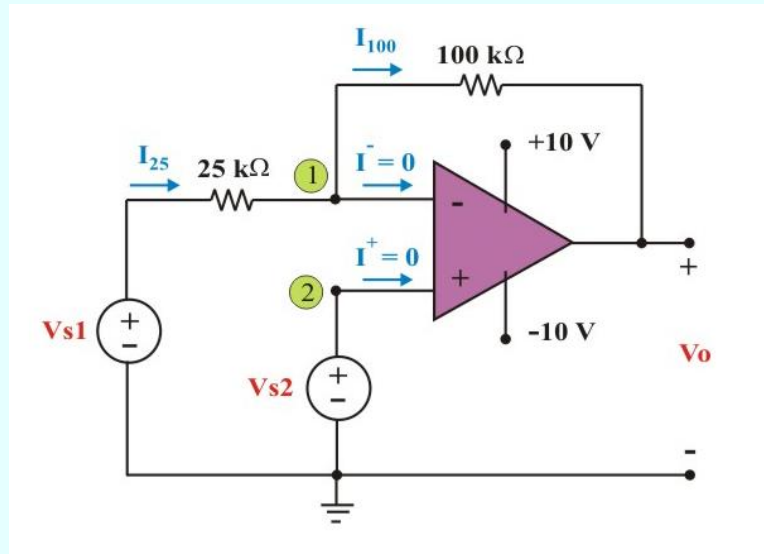 I₁₀₀
100 kΩ
+10 V
I₂₅
25 kΩ
1
I⁻ = 0
-
I⁺ = 0
+
2
-10 V
+
Vs1
+
-
Vs2
+
-
Vo
-